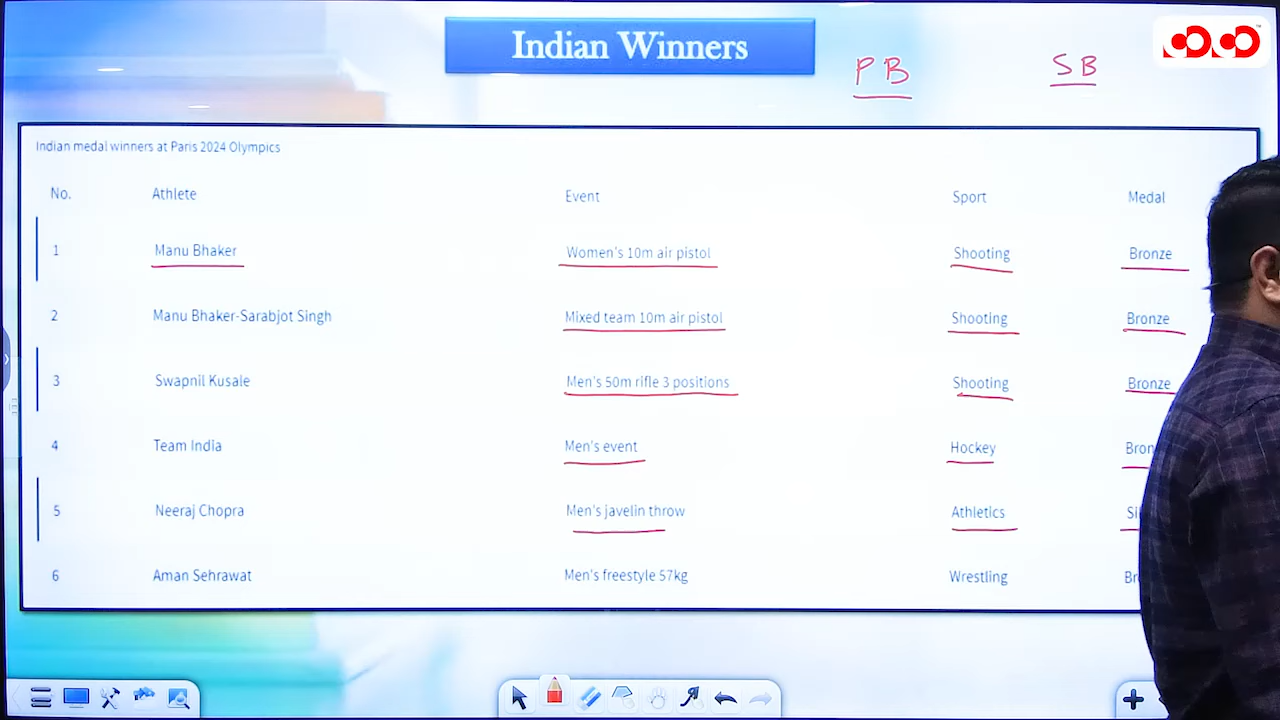 Indian Winners
PB SB
Indian medal winners at Paris 2024 Olympics
No. Athlete Event Sport Medal
1 Manu Bhaker Women's 10m air pistol Shooting Bronze
2 Manu Bhaker-Sarabjot Singh Mixed team 10m air pistol Shooting Bronze
3 Swapnil Kusale Men's 50m rifle 3 positions Shooting Bronze
4 Team India Men's event Hockey Bron
5 Neeraj Chopra Men's javelin throw Athletics Sil
6 Aman Sehrawat Men's freestyle 57kg Wrestling Br